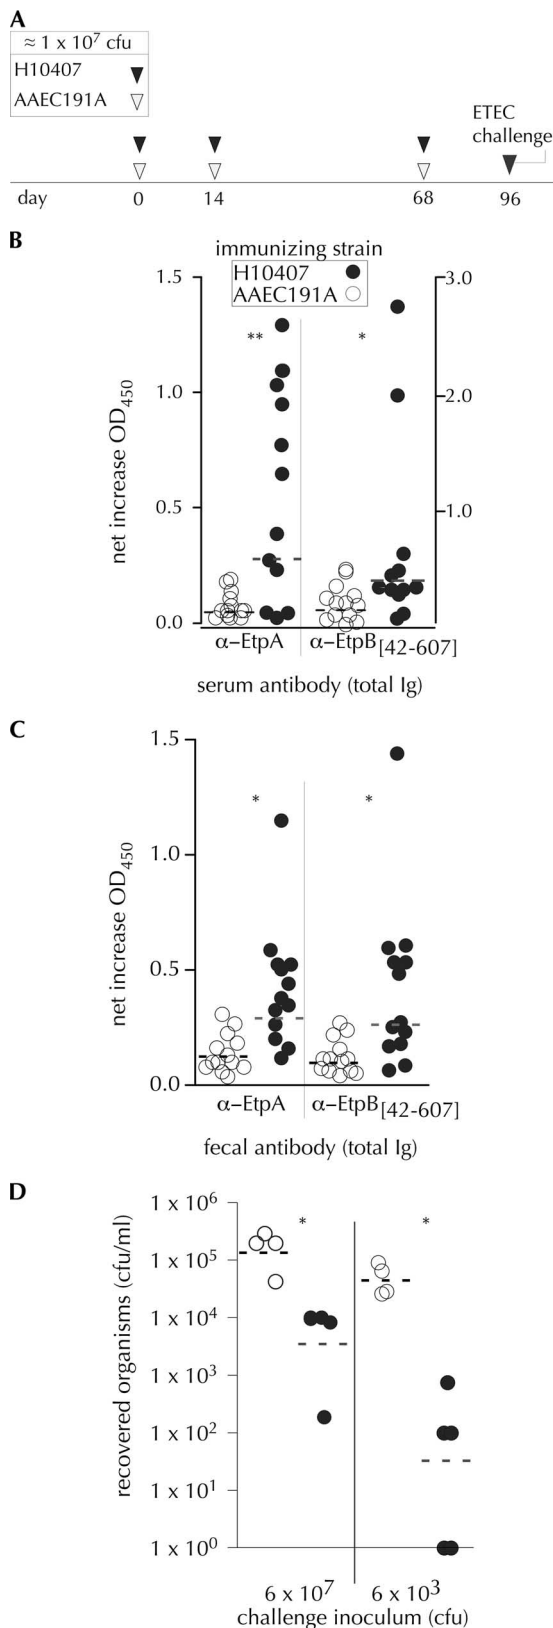 A
≈ 1 x 10⁷ cfu
H10407
AAEC191A
ETEC
challenge
day 0 14 68 96
B
immunizing strain
H10407
AAEC191A
1.5 3.0
** *
1.0 2.0
0.5 1.0
0.0
net increase OD₄₅₀
α−EtpA α−EtpB[42-607]
serum antibody (total Ig)
C
1.5
* *
1.0
0.5
0.0
net increase OD₄₅₀
α−EtpA α−EtpB[42-607]
fecal antibody (total Ig)
D
1 x 10⁶
* *
1 x 10⁵
1 x 10⁴
1 x 10³
1 x 10²
1 x 10¹
1 x 10⁰
recovered organisms (cfu/ml)
6 x 10⁷ 6 x 10³
challenge inoculum (cfu)